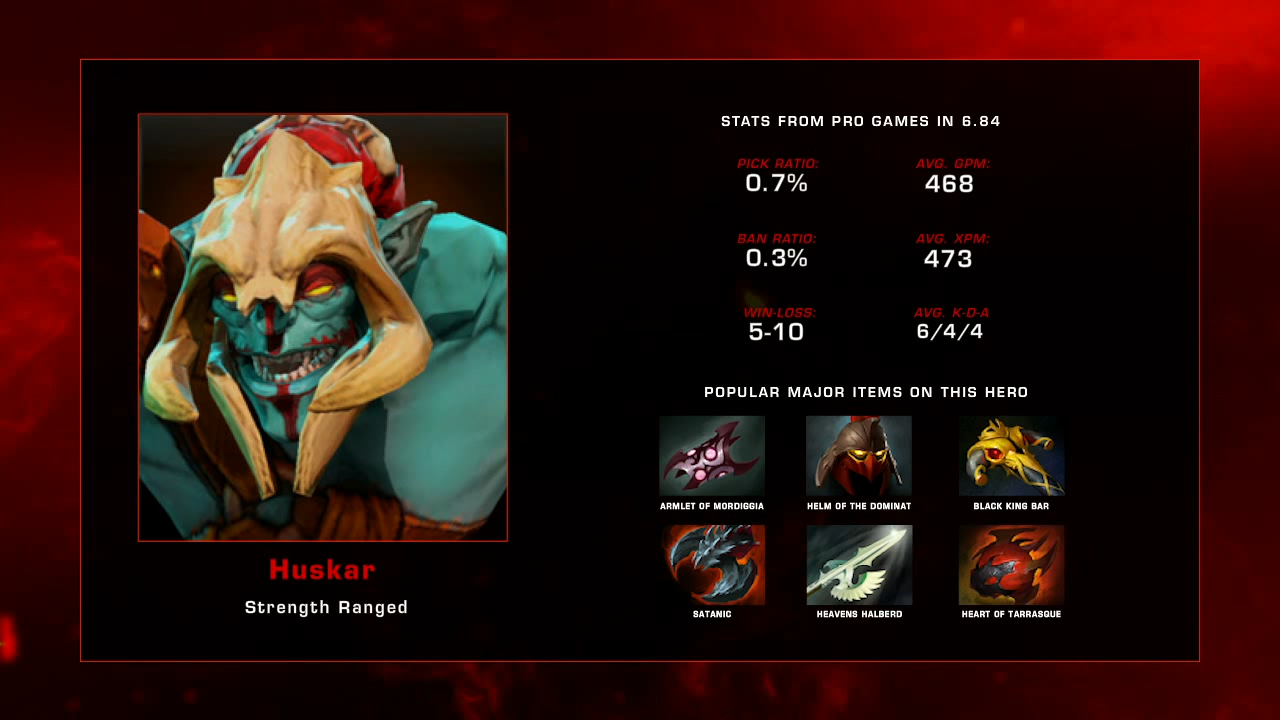 STATS FROM PRO GAMES IN 6.84
PICK RATIO:
0.7%
AVG. GPM:
468
BAN RATIO:
0.3%
AVG. XPM:
473
WIN-LOSS:
5-10
AVG. K-D-A
6/4/4
POPULAR MAJOR ITEMS ON THIS HERO
ARMLET OF MORDIGGIA
HELM OF THE DOMINAT
BLACK KING BAR
SATANIC
HEAVENS HALBERD
HEART OF TARRASQUE
Huskar
Strength Ranged